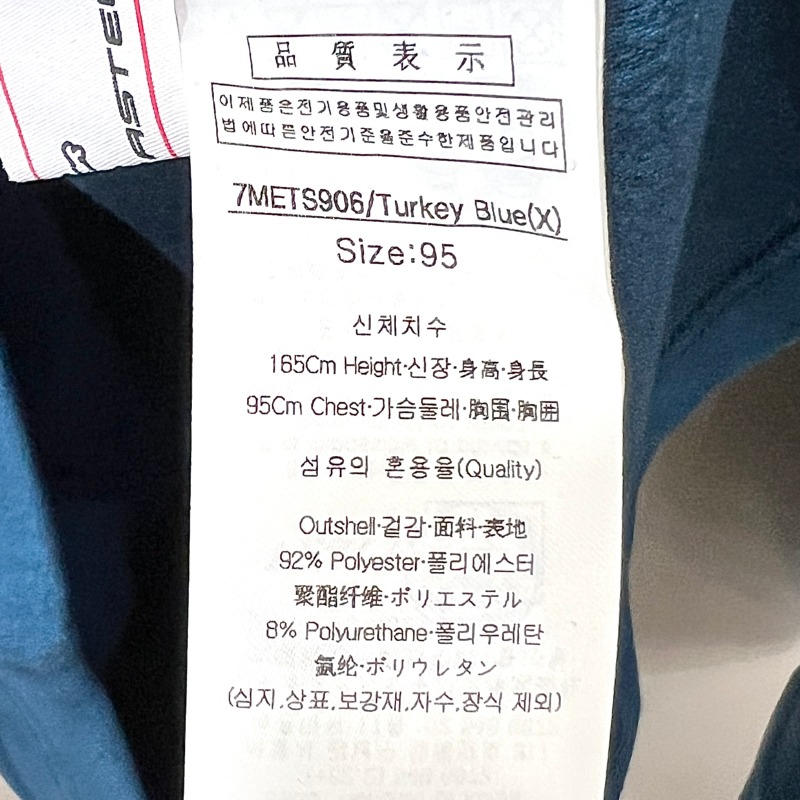 ASTE
品質表示
이제품은전기용품및생활용품안전관리
법에따른안전기준을준수한제품입니다
7METS906/Turkey Blue(X)
Size:95
신체치수
165Cm Height·신장·身高·身長
95Cm Chest·가슴둘레·胸围·胸囲
섬유의 혼용율(Quality)
Outshell·겉감·面料·表地
92% Polyester·폴리에스터
聚酯纤维·ポリエステル
8% Polyurethane·폴리우레탄
氨纶·ポリウレタン
(심지,상표,보강재,자수,장식 제외)